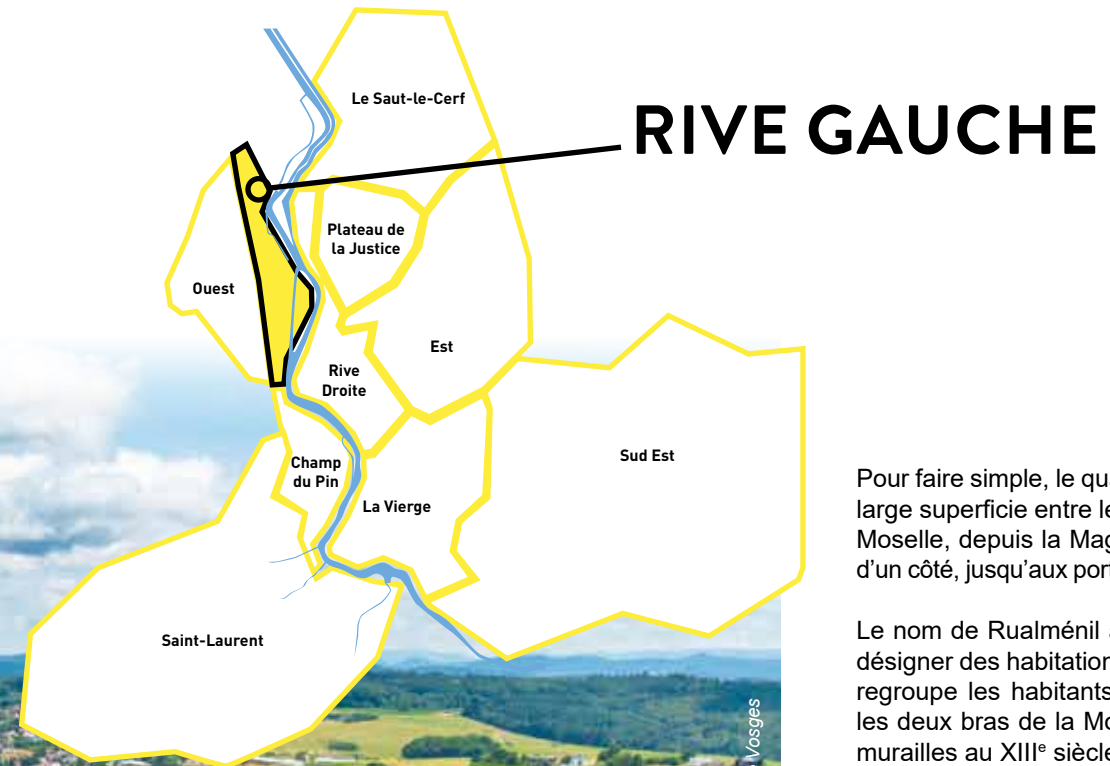 RIVE GAUCHE
Le Saut-le-Cerf
Plateau de
la Justice
Ouest
Est
Rive
Droite
Sud Est
Champ
du Pin
La Vierge
Saint-Laurent
Vosges
Pour faire simple, le qua
large superficie entre le
Moselle, depuis la Mag
d’un côté, jusqu’aux port
Le nom de Rualménil a
désigner des habitation
regroupe les habitants
les deux bras de la Mo
murailles au XIIIe siècle